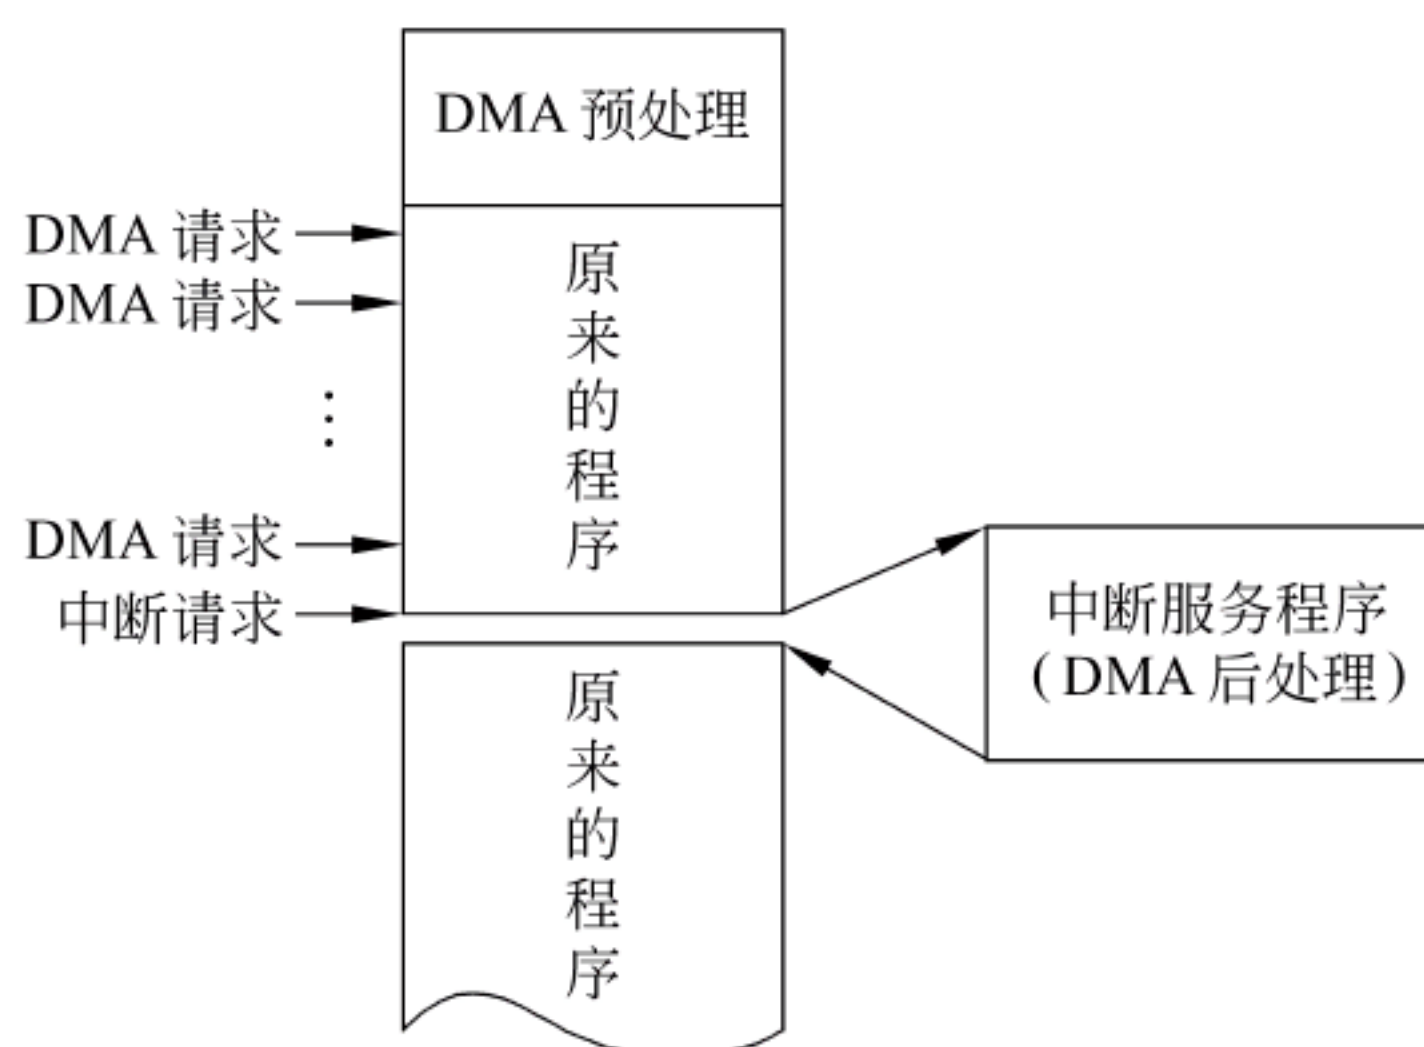 DMA 预处理
DMA 请求
DMA 请求
⋮
DMA 请求
中断请求
原来的程序
中断服务程序
(DMA 后处理)
原来的程序